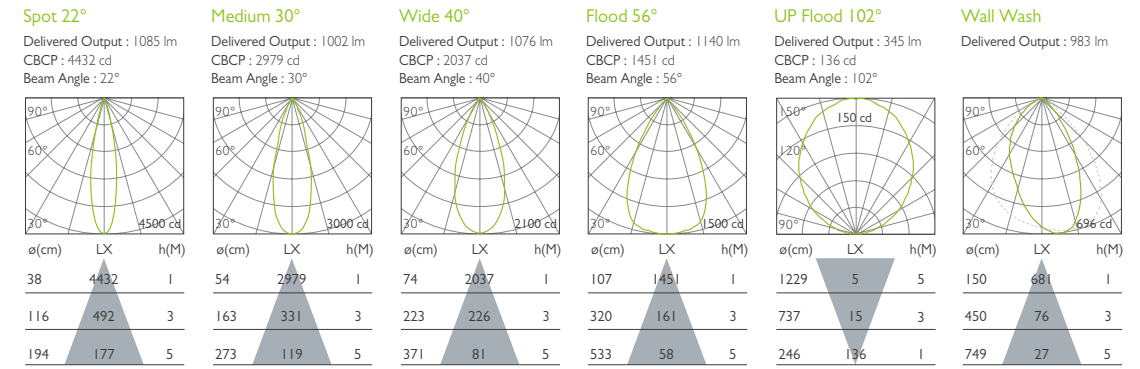 Spot 22°
Delivered Output : 1085 lm
CBCP : 4432 cd
Beam Angle : 22°
90°
60°
30°
4500 cd
ø(cm) LX h(M)
38 4432 1
116 492 3
194 177 5
Medium 30°
Delivered Output : 1002 lm
CBCP : 2979 cd
Beam Angle : 30°
90°
60°
30°
3000 cd
ø(cm) LX h(M)
54 2979 1
163 331 3
273 119 5
Wide 40°
Delivered Output : 1076 lm
CBCP : 2037 cd
Beam Angle : 40°
90°
60°
30°
2100 cd
ø(cm) LX h(M)
74 2037 1
223 226 3
371 81 5
Flood 56°
Delivered Output : 1140 lm
CBCP : 1451 cd
Beam Angle : 56°
90°
60°
30°
1500 cd
ø(cm) LX h(M)
107 1451 1
320 161 3
533 58 5
UP Flood 102°
Delivered Output : 345 lm
CBCP : 136 cd
Beam Angle : 102°
150°
150 cd
120°
90°
ø(cm) LX h(M)
1229 5 5
737 15 3
246 136 1
Wall Wash
Delivered Output : 983 lm
90°
60°
30°
696 cd
ø(cm) LX h(M)
150 681 1
450 76 3
749 27 5